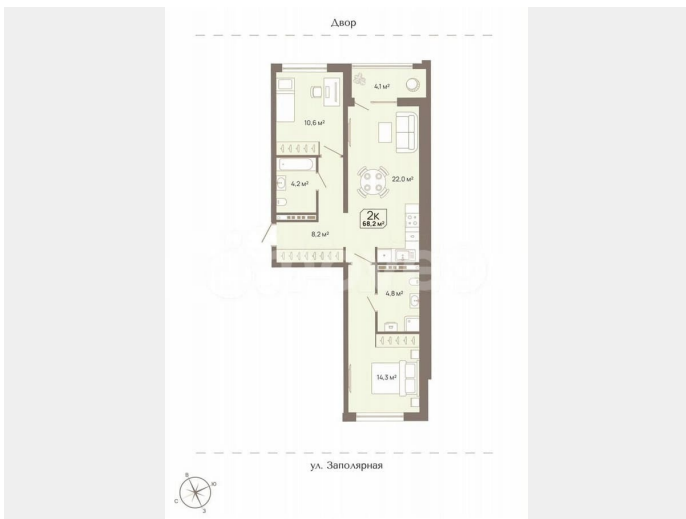 Двор
4.1 м²
10,6 м²
4,2 м²
22.0 м²
2К
68,2 м²
8,2 м²
4,8 м²
14,3 м²
ул. Заполярная
В
Ю
С
З